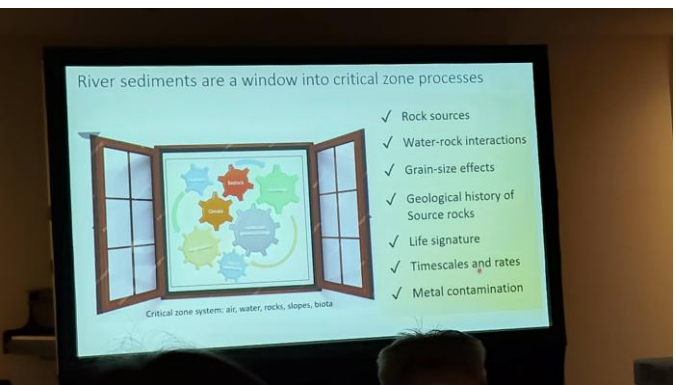 River sediments are a window into critical zone processes
✓ Rock sources
✓ Water-rock interactions
✓ Grain-size effects
✓ Geological history of
Source rocks
✓ Life signature
✓ Timescales and rates
✓ Metal contamination
Climate
Critical zone system: air, water, rocks, slopes, biota